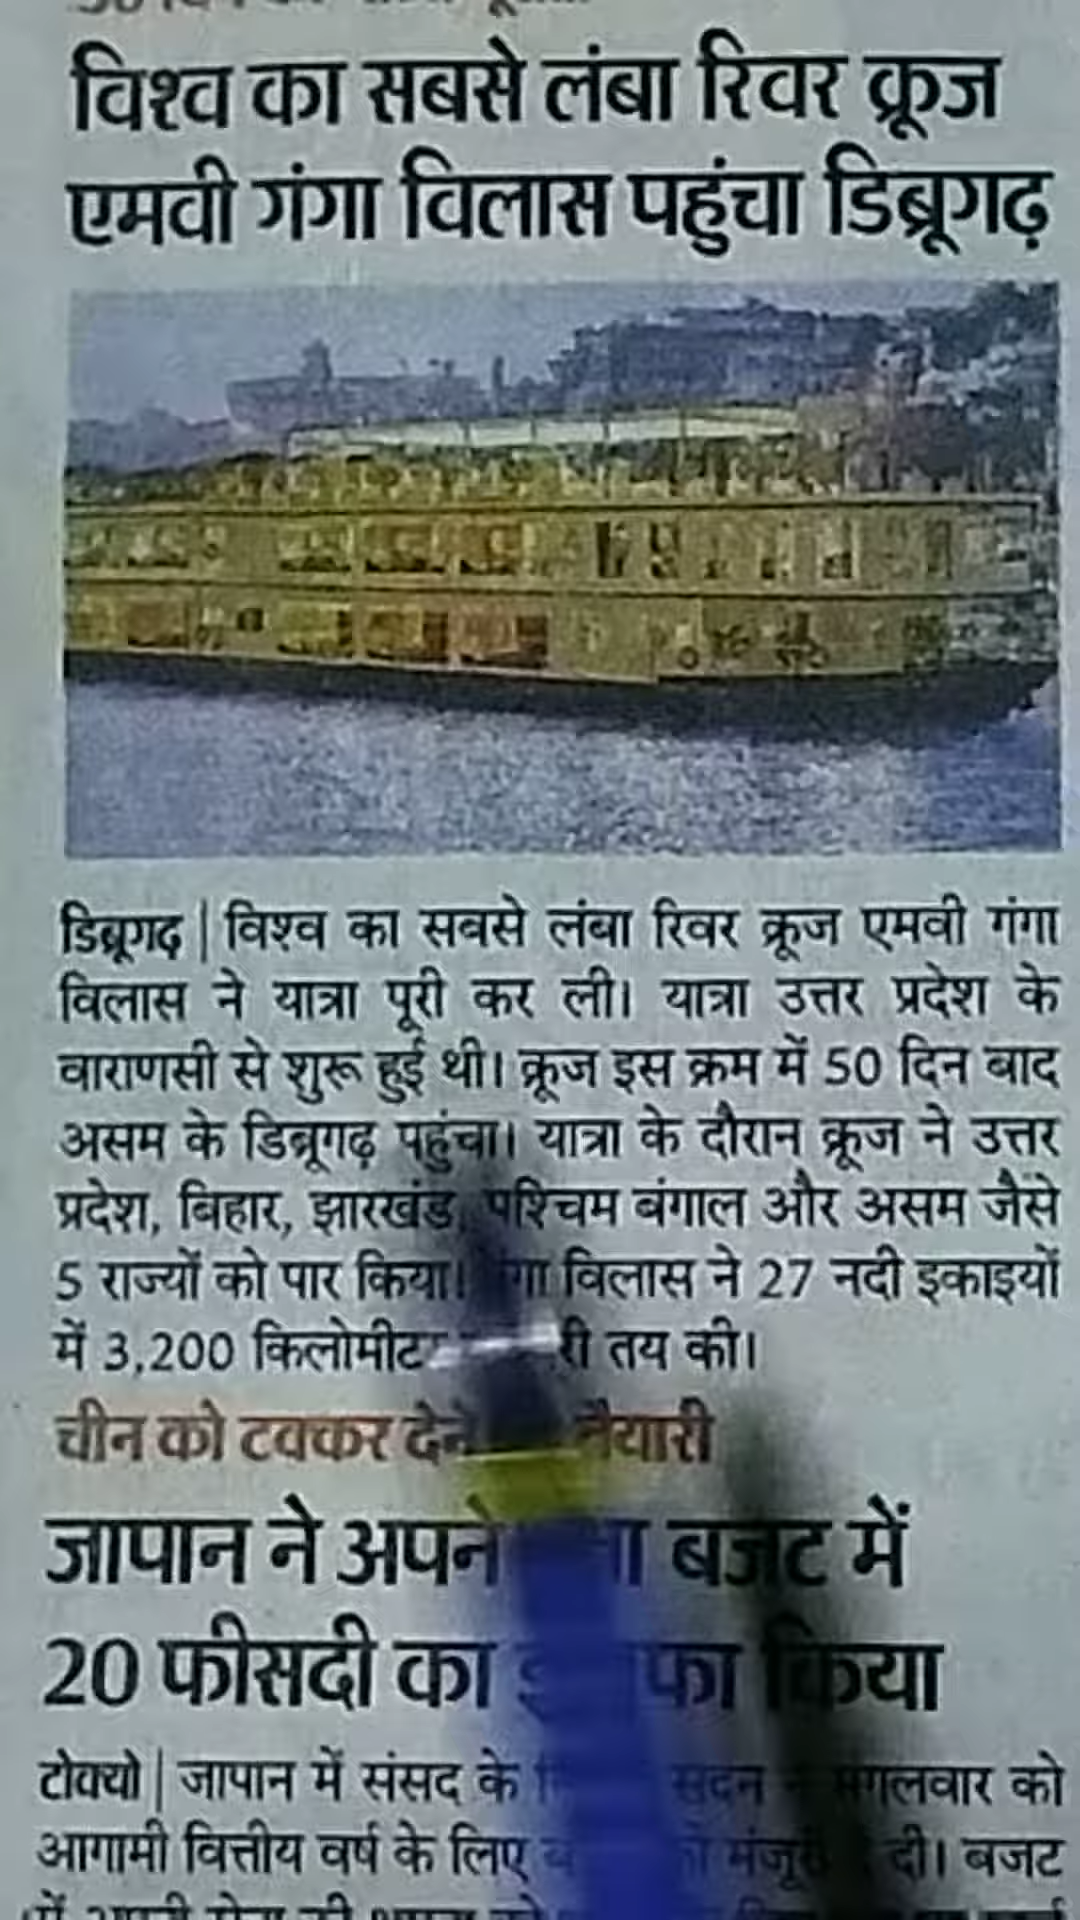 विश्व का सबसे लंबा रिवर क्रूज
एमवी गंगा विलास पहुंचा डिब्रूगढ़
डिब्रूगढ़ | विश्व का सबसे लंबा रिवर क्रूज एमवी गंगा
विलास ने यात्रा पूरी कर ली। यात्रा उत्तर प्रदेश के
वाराणसी से शुरू हुई थी। क्रूज इस क्रम में 50 दिन बाद
असम के डिब्रूगढ़ पहुंचा। यात्रा के दौरान क्रूज ने उत्तर
प्रदेश, बिहार, झारखंड, पश्चिम बंगाल और असम जैसे
5 राज्यों को पार किया। विलास ने 27 नदी इकाइयों
में 3,200 तय की।
चीन को टक्कर देने तैयारी
जापान ने अपने बजट में
20 फीसदी का किया
टोक्यो | जापान में संसद के सदन मंगलवार को
आगामी वित्तीय वर्ष के लिए दी। बजट